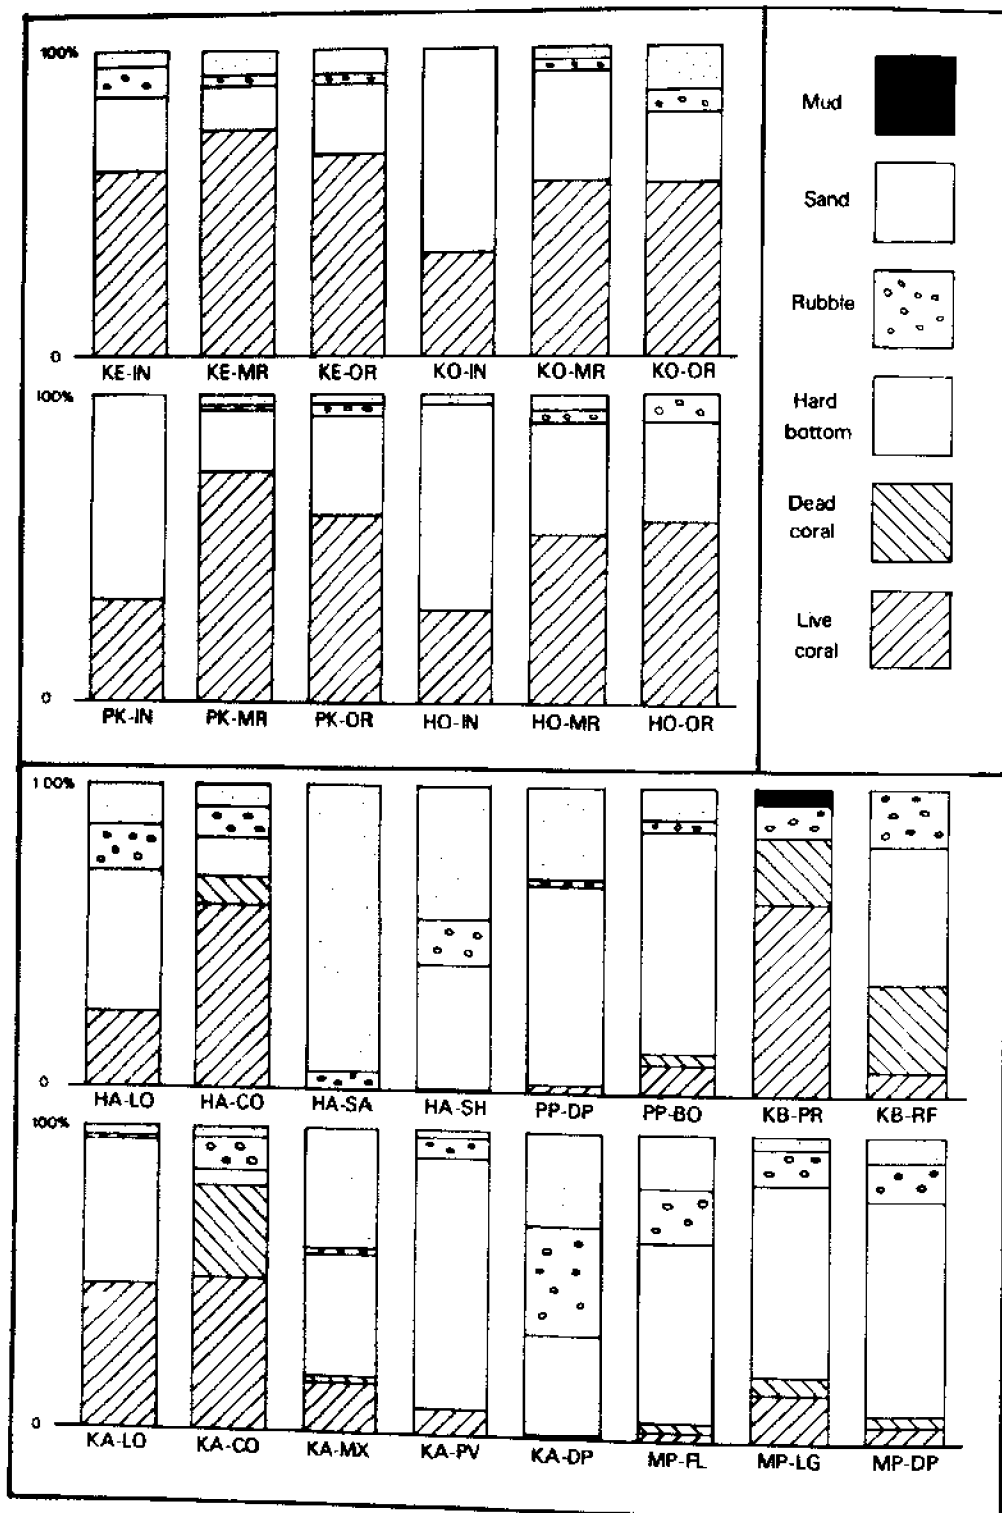 100%
0
KE-IN KE-MR KE-OR KO-IN KO-MR KO-OR
100%
0
PK-IN PK-MR PK-OR HO-IN HO-MR HO-OR
Mud
Sand
Rubble
Hard
bottom
Dead
coral
Live
coral
100%
0
HA-LO HA-CO HA-SA HA-SH PP-DP PP-BO KB-PR KB-RF
100%
0
KA-LO KA-CO KA-MX KA-PV KA-DP MP-FL MP-LG MP-DP